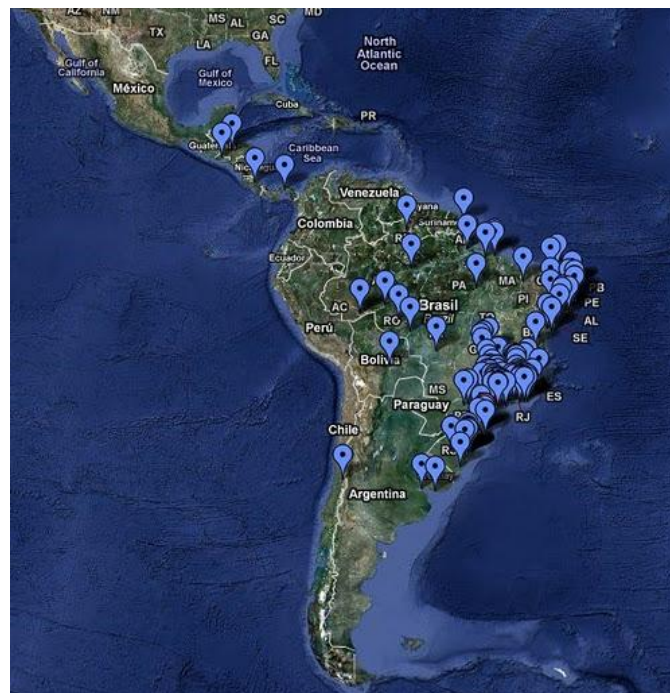 AZ
NM
MS
AL
SC
MD
TX
LA
GA
FL
North
Atlantic
Ocean
Gulf of
California
Gulf of
Mexico
México
Cuba
PR
Caribbean
Sea
Venezuela
Colombia
Ecuador
PA
MA
PI
PB
PE
AL
SE
AC
Brasil
Brazil
RO
Perú
Bolivia
MS
ES
RJ
Paraguay
Chile
Argentina